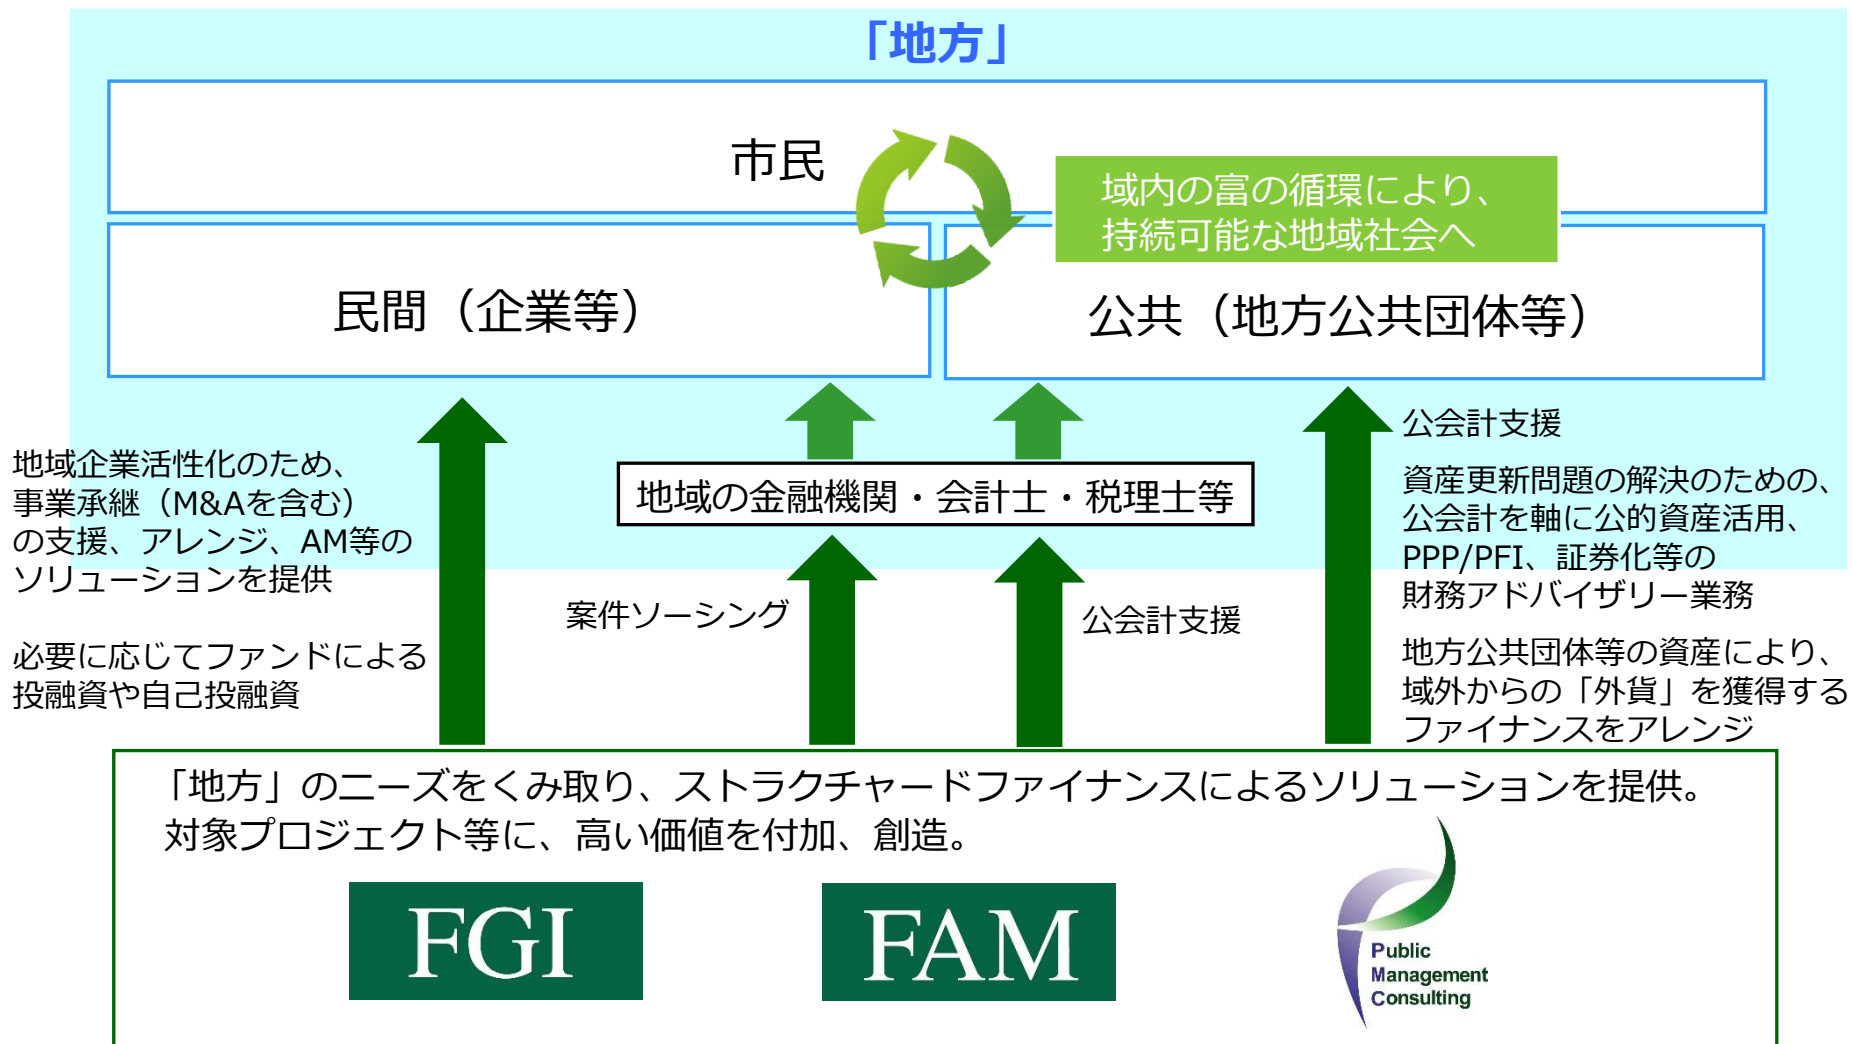 「地方」
市民
域内の富の循環により、
持続可能な地域社会へ
民間（企業等）
公共（地方公共団体等）
地域企業活性化のため、
事業承継（M&Aを含む）
の支援、アレンジ、AM等の
ソリューションを提供
必要に応じてファンドによる
投融資や自己投融資
地域の金融機関・会計士・税理士等
案件ソーシング
公会計支援
公会計支援
資産更新問題の解決のための、
公会計を軸に公的資産活用、
PPP/PFI、証券化等の
財務アドバイザリー業務
地方公共団体等の資産により、
域外からの「外貨」を獲得する
ファイナンスをアレンジ
「地方」のニーズをくみ取り、ストラクチャードファイナンスによるソリューションを提供。
対象プロジェクト等に、高い価値を付加、創造。
FGI
FAM
Public
Management
Consulting